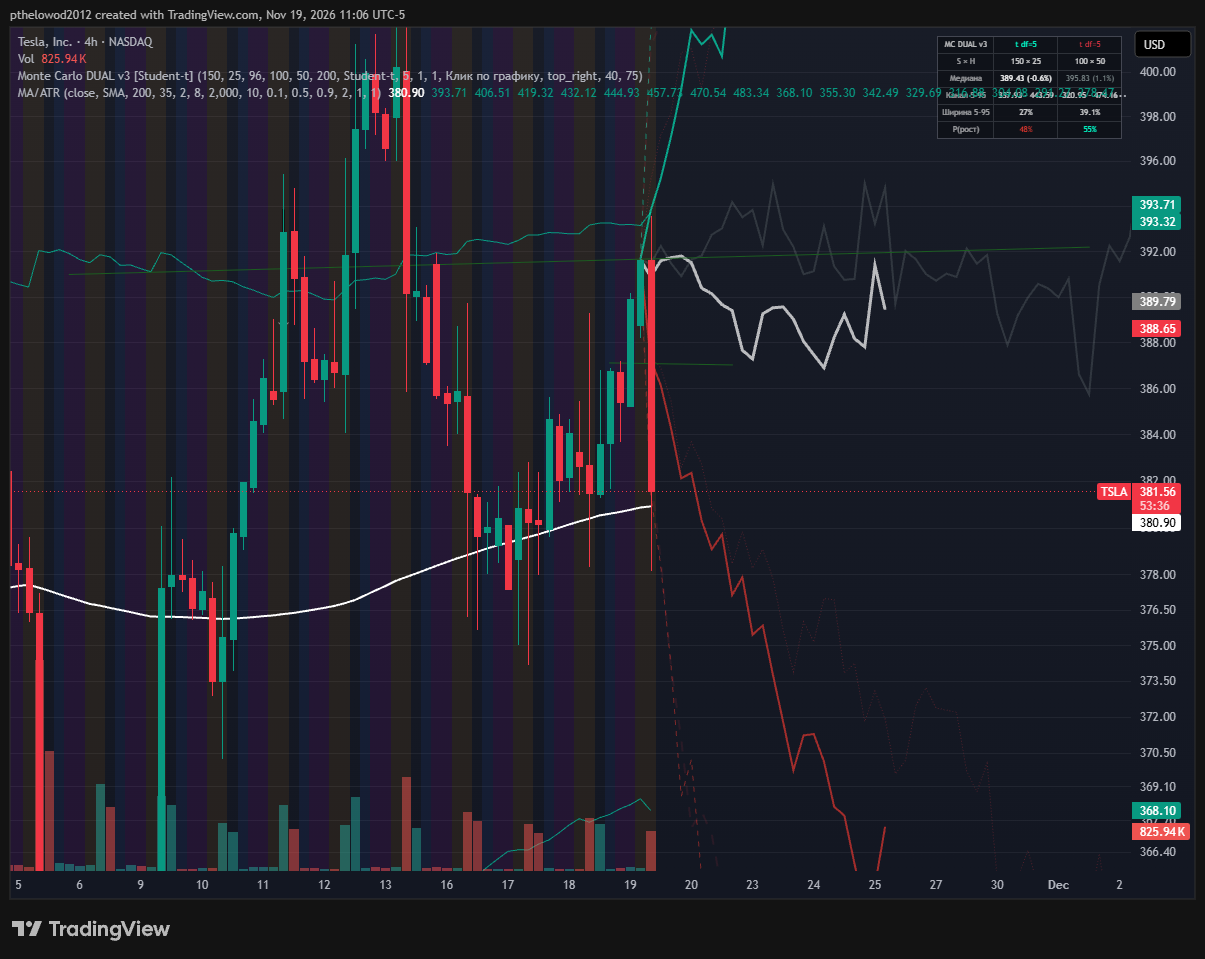 pthelowod2012 created with TradingView.com, Nov 19, 2026 11:06 UTC-5
Tesla, Inc. · 4h · NASDAQ
Vol 825.94 K
Monte Carlo DUAL v3 [Student-t] (150, 25, 96, 100, 50, 200, Student-t, 5, 1, 1, Клик по графику, top_right, 40, 75)
MA/ATR (close, SMA, 200, 35, 2, 8, 2,000, 10, 0.1, 0.5, 0.9, 2, 1, 1) 380.90 393.71 406.51 419.32 432.12 444.93 457.73 470.54 483.34 368.10 355.30 342.49 329.69
MC DUAL v3 t df=5 t df=5
S × H 150 × 25 100 × 50
Медиана 389.43 (-0.6%) 395.83 (1.1%)
Канал 5-95
Ширина 5-95 27% 39.1%
P(рост) 48% 55%
USD
400.00
398.00
396.00
393.71
393.32
392.00
389.79
388.65
388.00
386.00
384.00
382.00
TSLA 381.56
53:36
380.90
378.00
376.50
375.00
373.50
372.00
370.50
369.10
368.10
825.94 K
366.40
5 6 9 10 11 12 13 16 17 18 19 20 23 24 25 27 30 Dec 2
TradingView